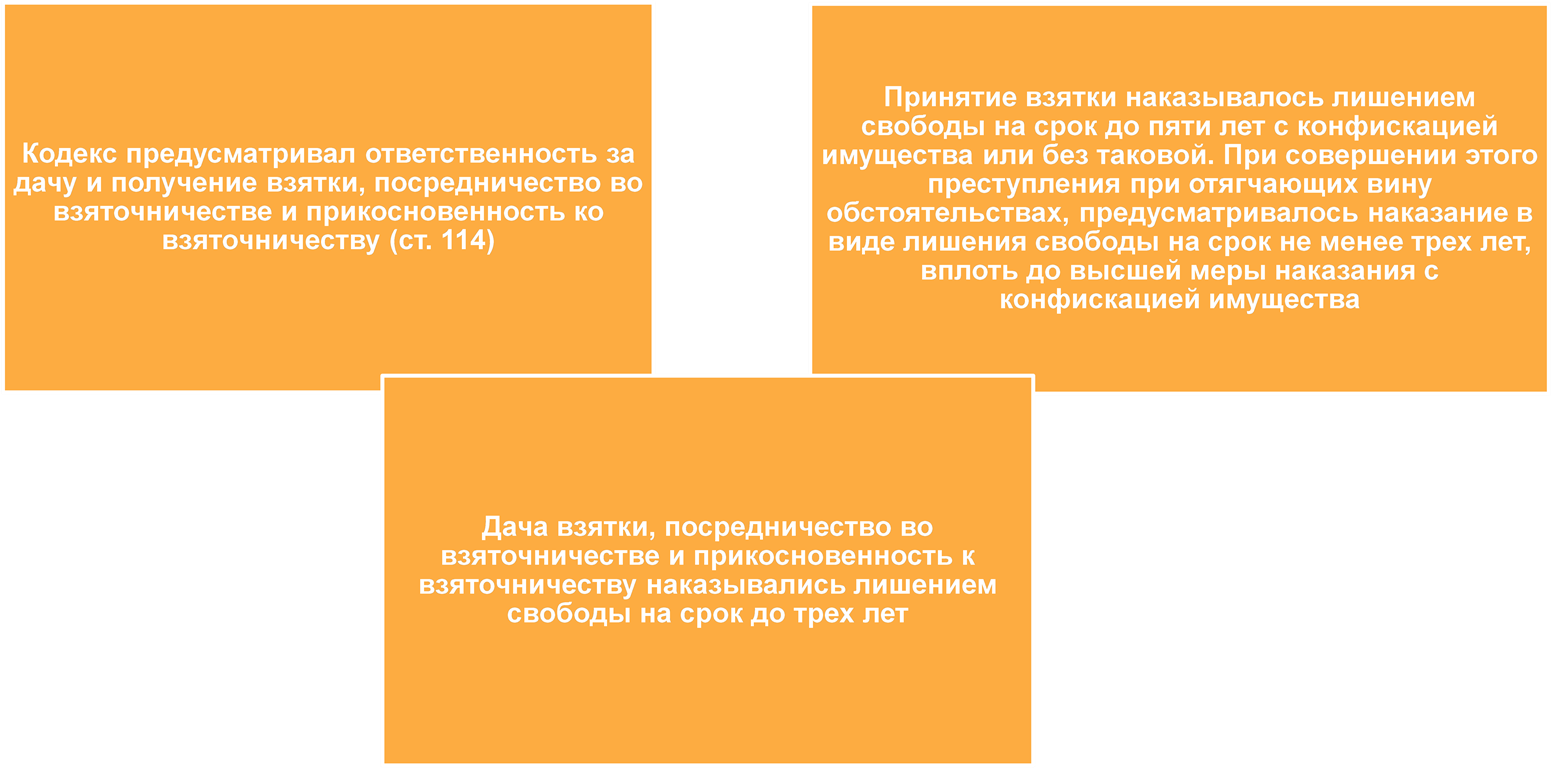 Кодекс предусматривал ответственность за
дачу и получение взятки, посредничество во
взяточничестве и прикосновенность ко
взяточничеству (ст. 114)
Принятие взятки наказывалось лишением
свободы на срок до пяти лет с конфискацией
имущества или без таковой. При совершении этого
преступления при отягчающих вину
обстоятельствах, предусматривалось наказание в
виде лишения свободы на срок не менее трех лет,
вплоть до высшей меры наказания с
конфискацией имущества
Дача взятки, посредничество во
взяточничестве и прикосновенность к
взяточничеству наказывались лишением
свободы на срок до трех лет